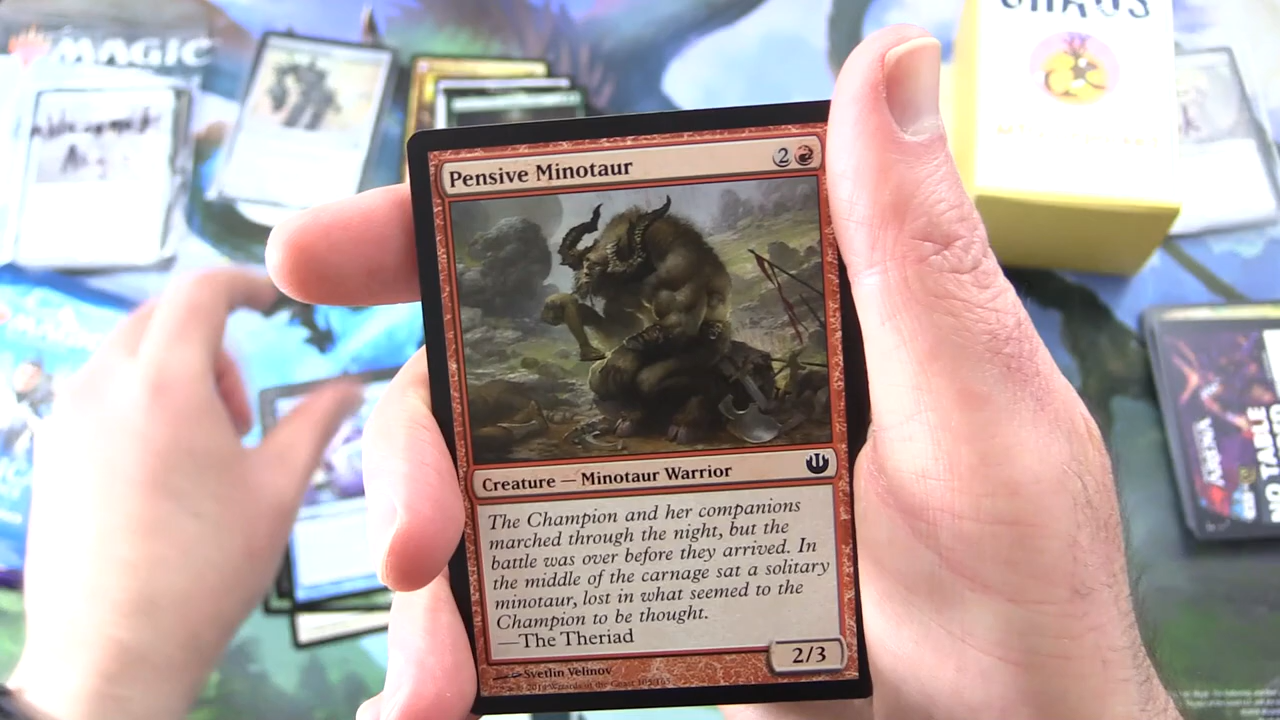 MAGIC
CHAOS
Pensive Minotaur 2
Creature — Minotaur Warrior
The Champion and her companions
marched through the night, but the
battle was over before they arrived. In
the middle of the carnage sat a solitary
minotaur, lost in what seemed to the
Champion to be thought.
—The Theriad
2/3
Svetlin Velinov
ARENA